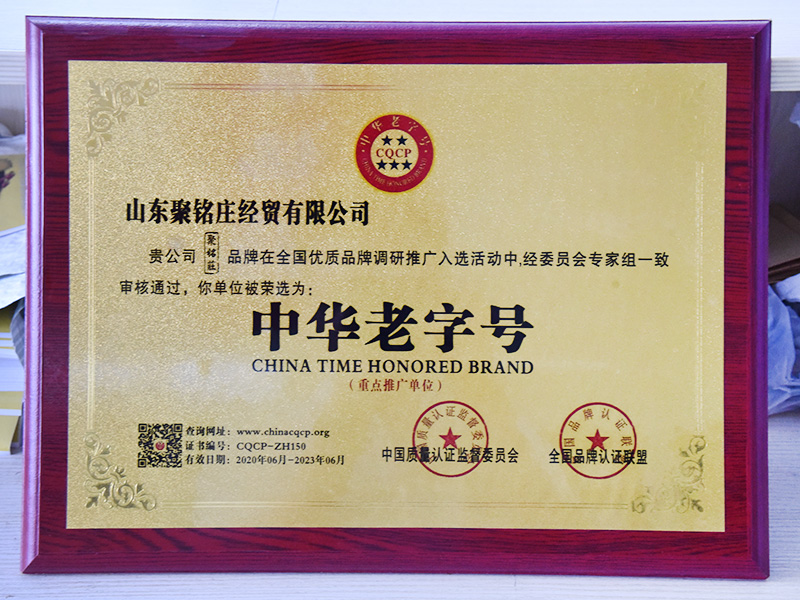 中华老字号
CQCP
CHINA TIME HONORED BRAND
山东聚铭庄经贸有限公司
贵公司 聚铭莊 品牌在全国优质品牌调研推广入选活动中,经委员会专家组一致
审核通过，你单位被荣选为：
中华老字号
CHINA TIME HONORED BRAND
（重点推广单位）
查询网址：www.chinacqcp.org
证书编号：CQCP-ZH150
有效日期：2020年06月-2023年06月
中国质量认证监督委员会
全国品牌认证联盟